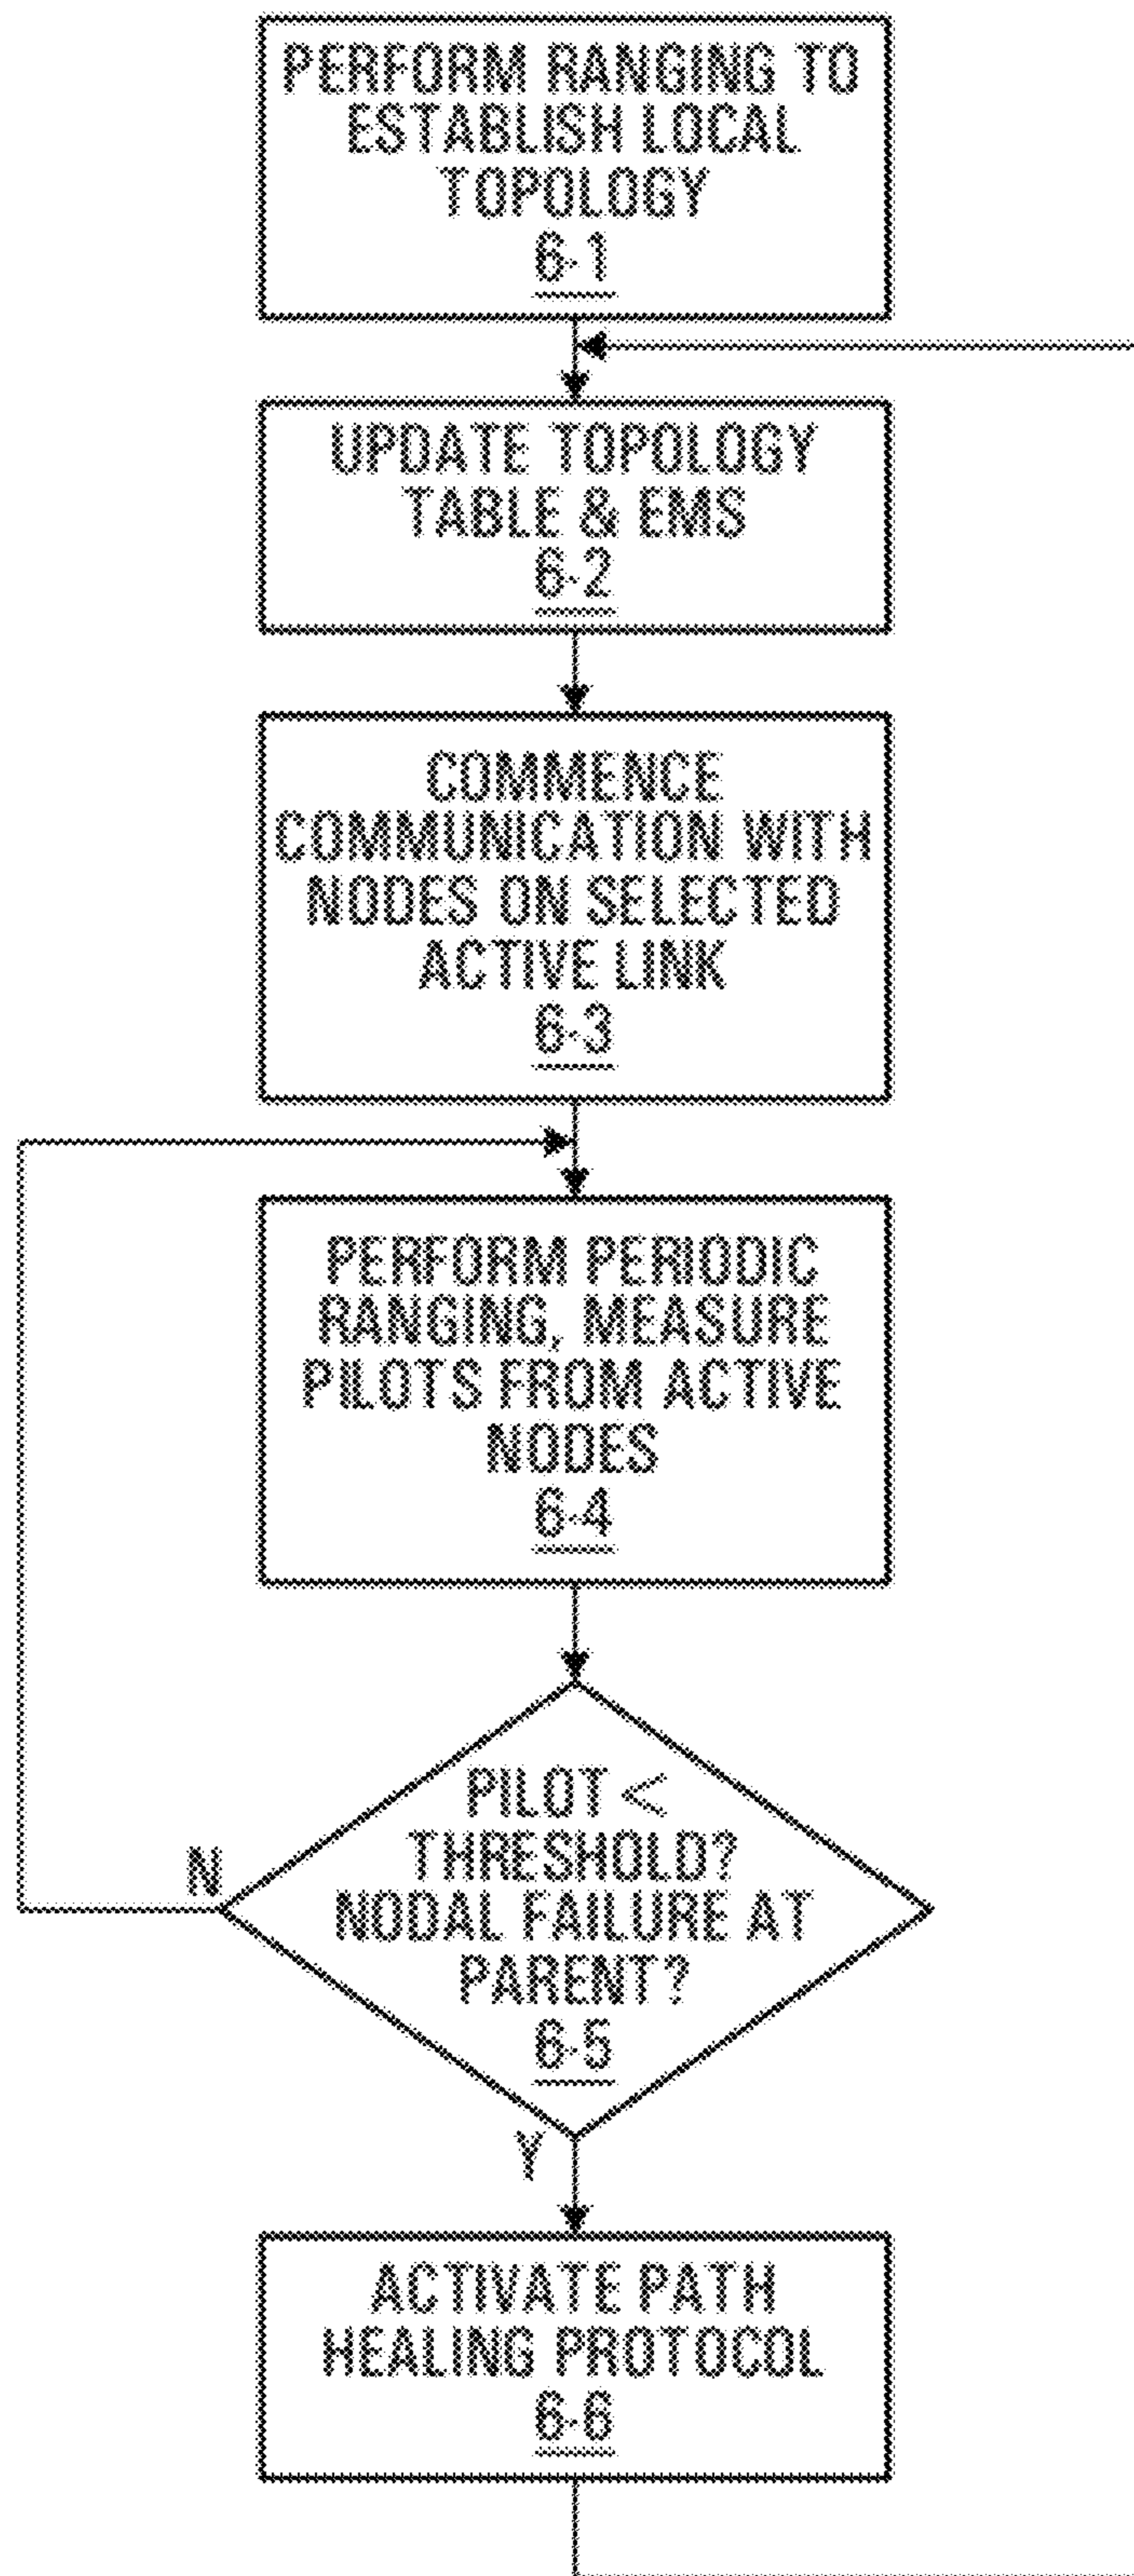 PERFORM RANGING TO
ESTABLISH LOCAL
TOPOLOGY
6-1
UPDATE TOPOLOGY
TABLE & EMS
6-2
COMMENCE
COMMUNICATION WITH
NODES ON SELECTED
ACTIVE LINK
6-3
PERFORM PERIODIC
RANGING, MEASURE
PILOTS FROM ACTIVE
NODES
6-4
PILOT <
THRESHOLD?
N
NODAL FAILURE AT
PARENT?
6-5
Y
ACTIVATE PATH
HEALING PROTOCOL
6-6